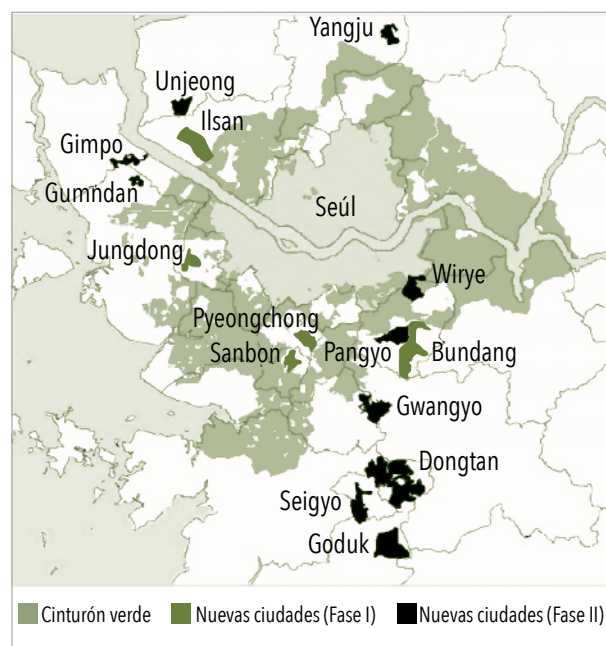 Yangju
Unjeong
Ilsan
Gimpo
Gumndan
Seúl
Jungdong
Wirye
Pyeongchong
Sanbon
Pangyo
Bundang
Gwangyo
Dongtan
Seigyo
Goduk
Cinturón verde
Nuevas ciudades (Fase I)
Nuevas ciudades (Fase II)